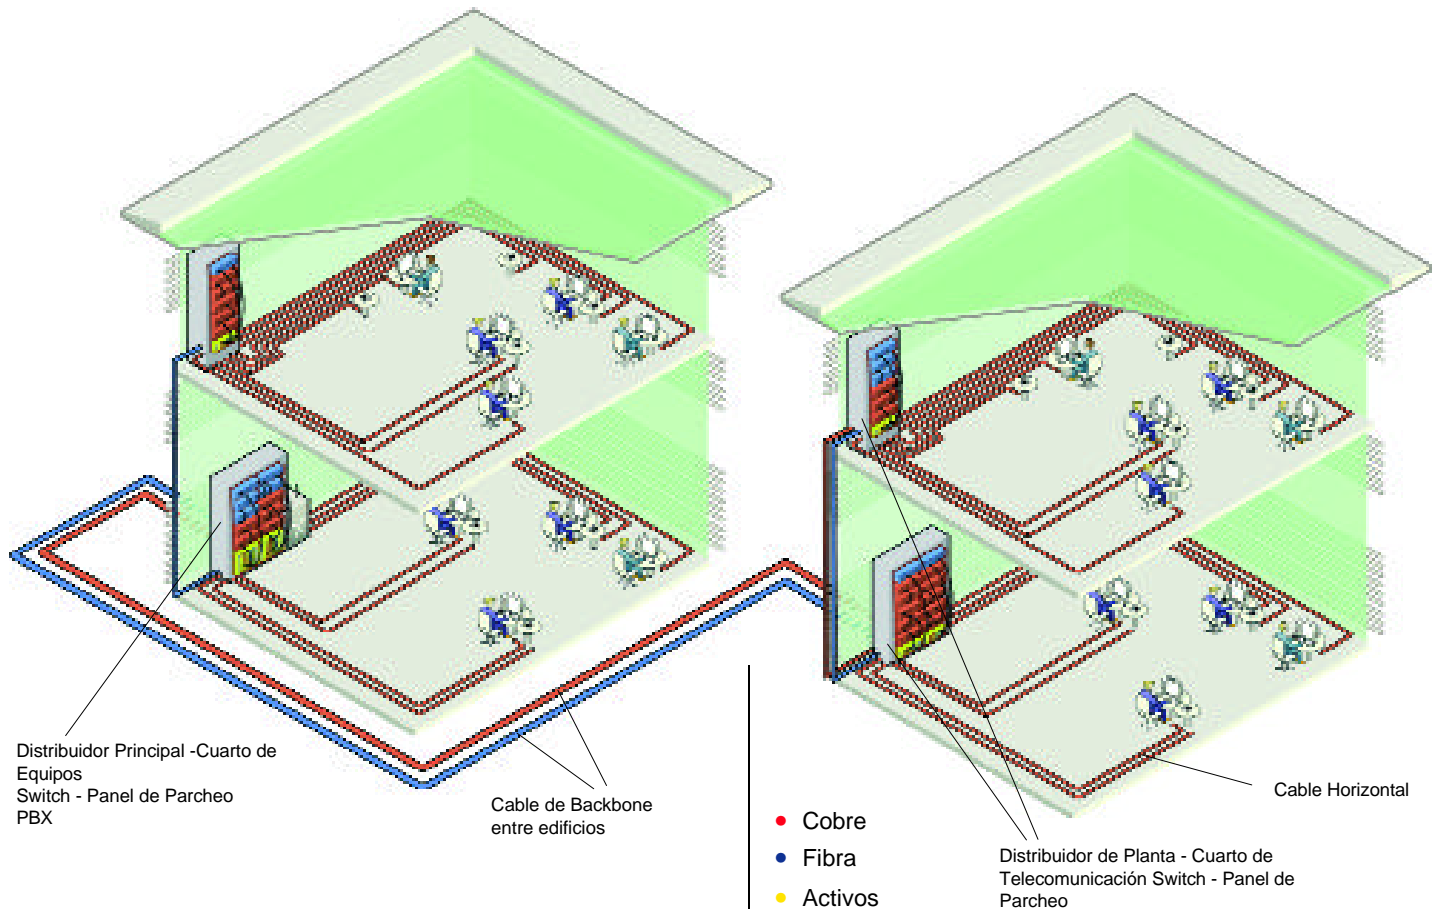 Distribuidor Principal -Cuarto de
Equipos
Switch - Panel de Parcheo
PBX
Cable de Backbone
entre edificios
• Cobre
• Fibra
• Activos
Cable Horizontal
Distribuidor de Planta - Cuarto de
Telecomunicación Switch - Panel de
Parcheo